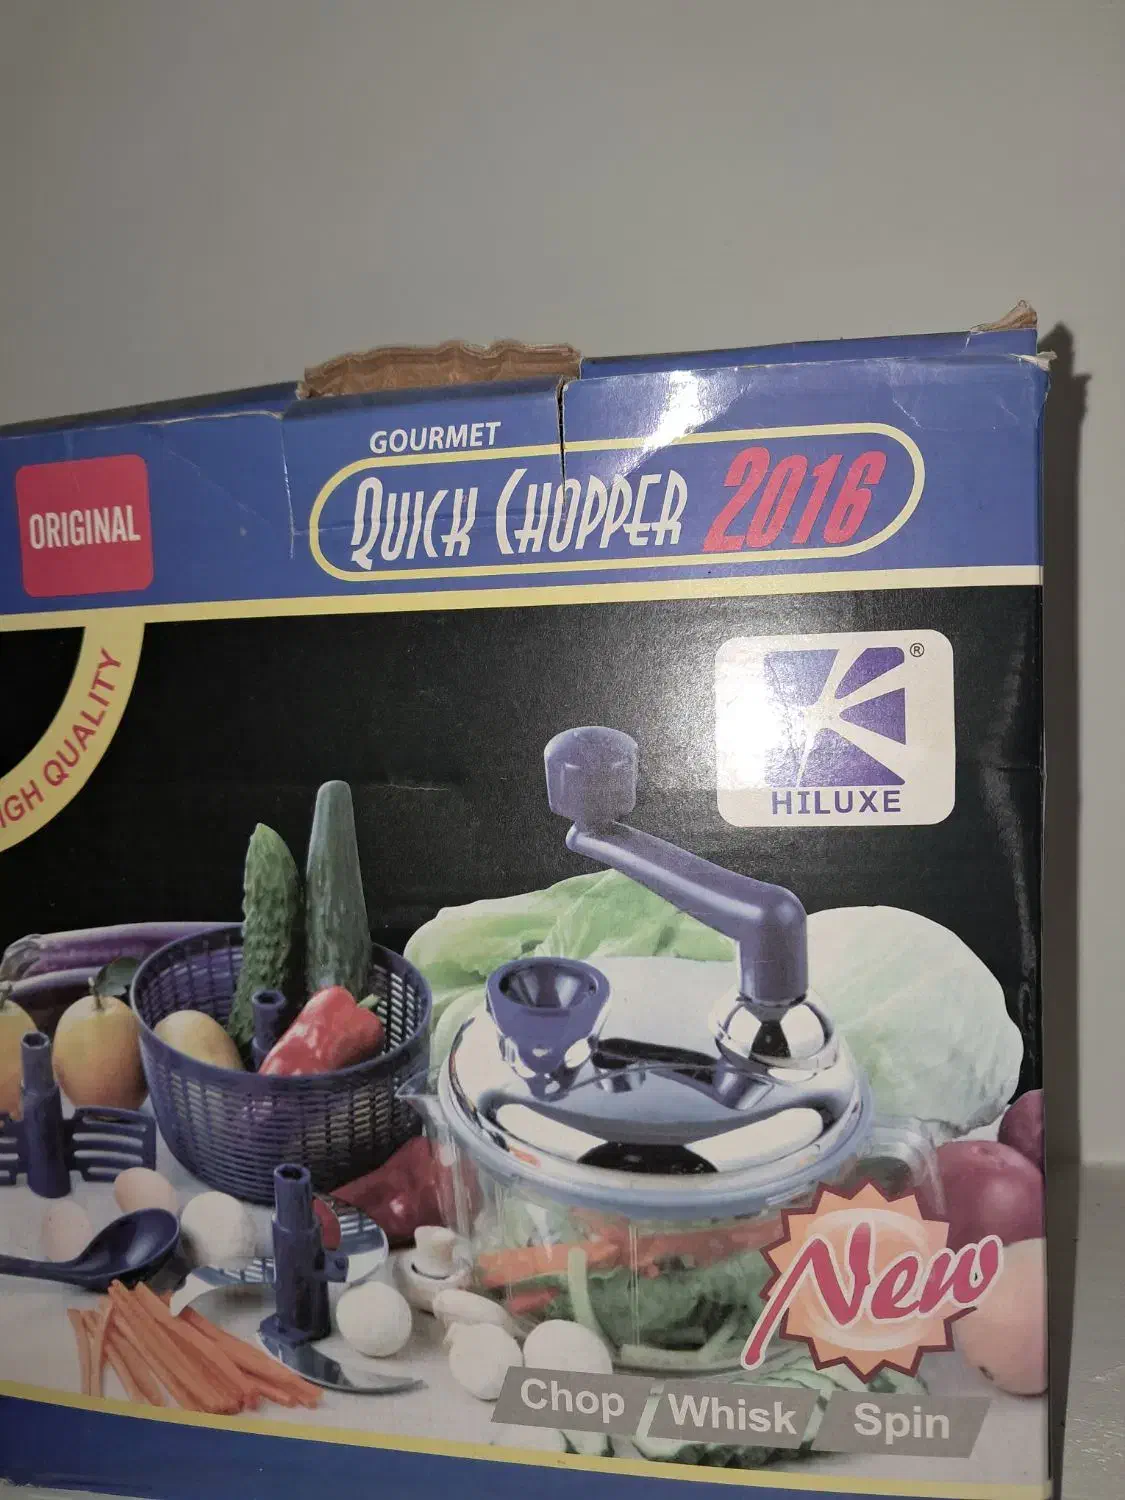 GOURMET
QUICK CHOPPER 2016
ORIGINAL
HIGH QUALITY
®
HILUXE
New
Chop Whisk Spin